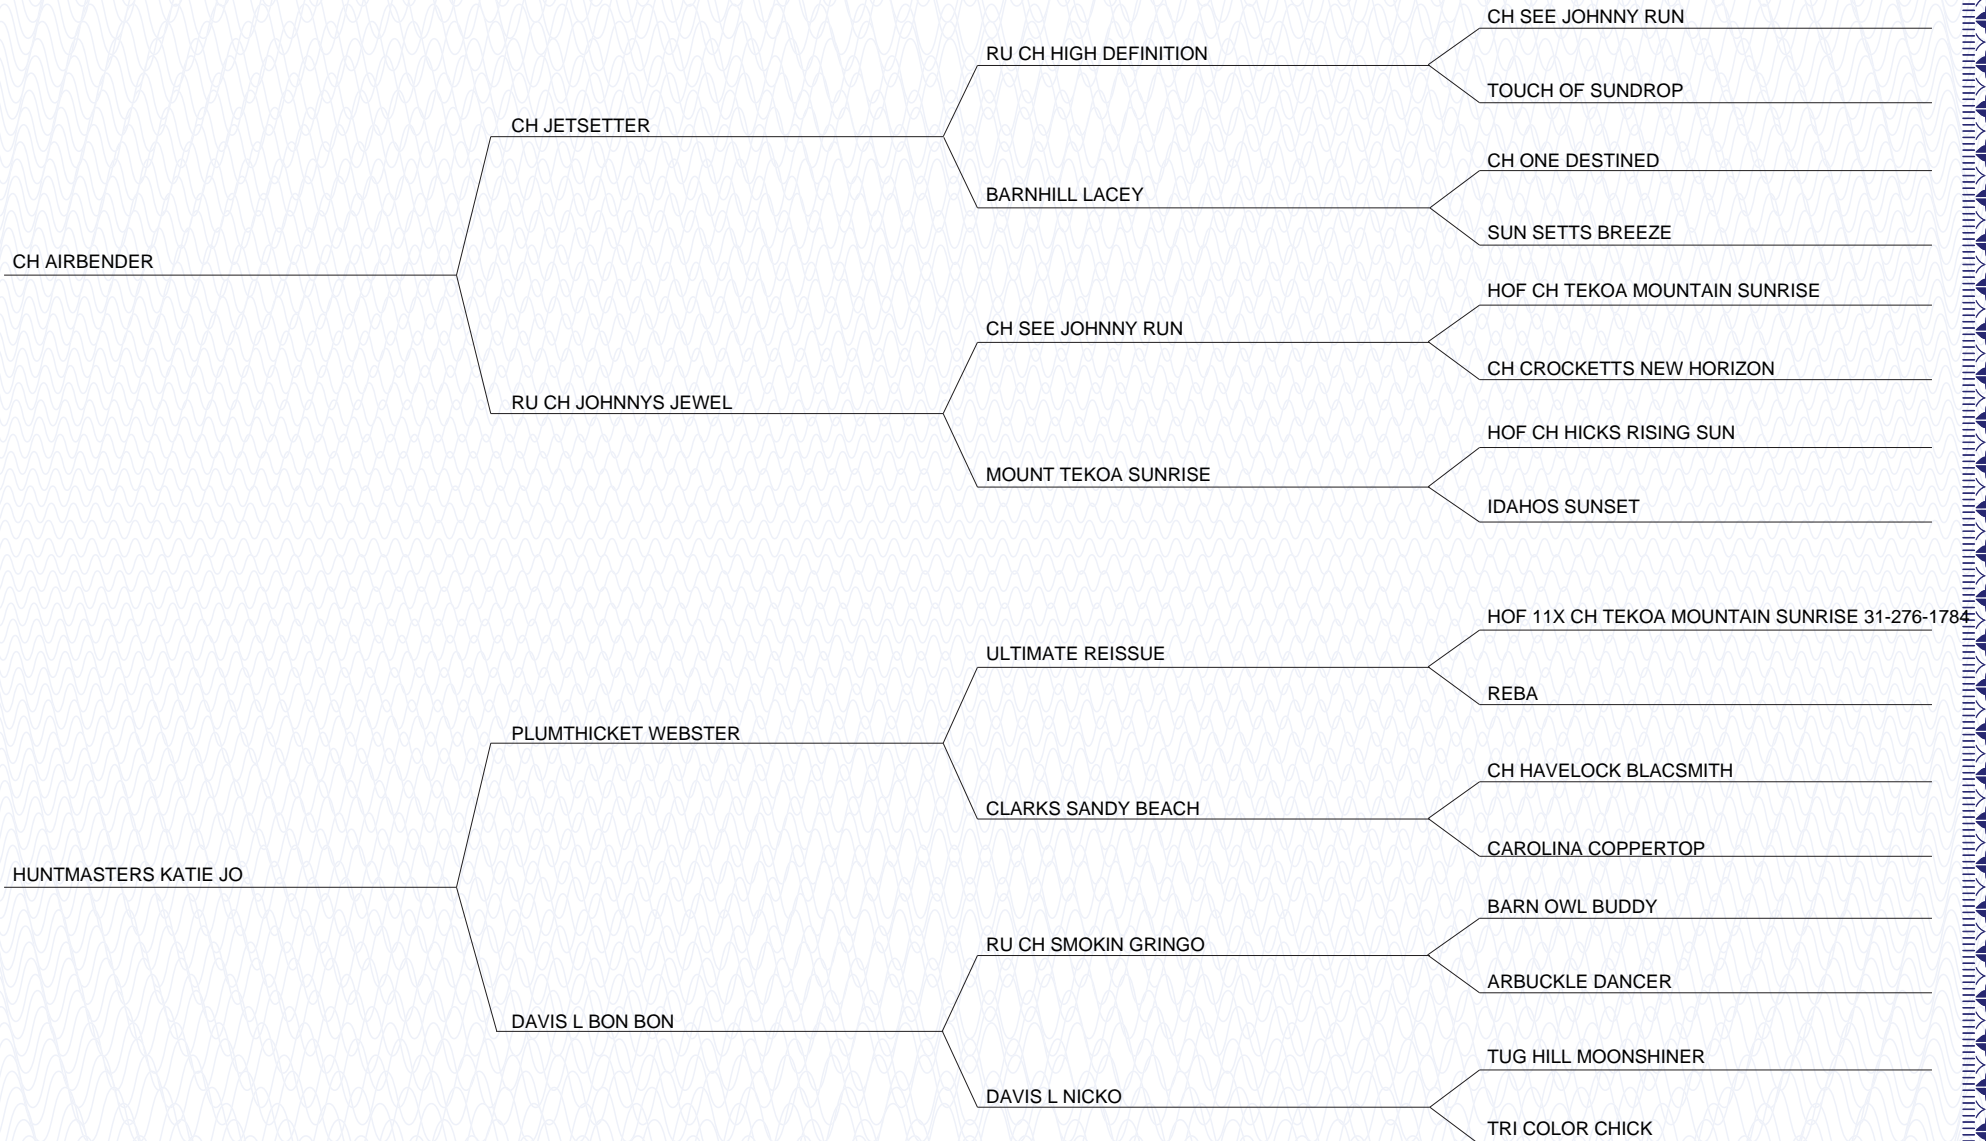 CH SEE JOHNNY RUN
RU CH HIGH DEFINITION
TOUCH OF SUNDROP
CH JETSETTER
CH ONE DESTINED
BARNHILL LACEY
SUN SETTS BREEZE
CH AIRBENDER
HOF CH TEKOA MOUNTAIN SUNRISE
CH SEE JOHNNY RUN
CH CROCKETTS NEW HORIZON
RU CH JOHNNYS JEWEL
HOF CH HICKS RISING SUN
MOUNT TEKOA SUNRISE
IDAHOS SUNSET
HOF 11X CH TEKOA MOUNTAIN SUNRISE 31-276-1784
ULTIMATE REISSUE
REBA
PLUMTHICKET WEBSTER
CH HAVELOCK BLACSMITH
CLARKS SANDY BEACH
CAROLINA COPPERTOP
HUNTMASTERS KATIE JO
BARN OWL BUDDY
RU CH SMOKIN GRINGO
ARBUCKLE DANCER
DAVIS L BON BON
TUG HILL MOONSHINER
DAVIS L NICKO
TRI COLOR CHICK